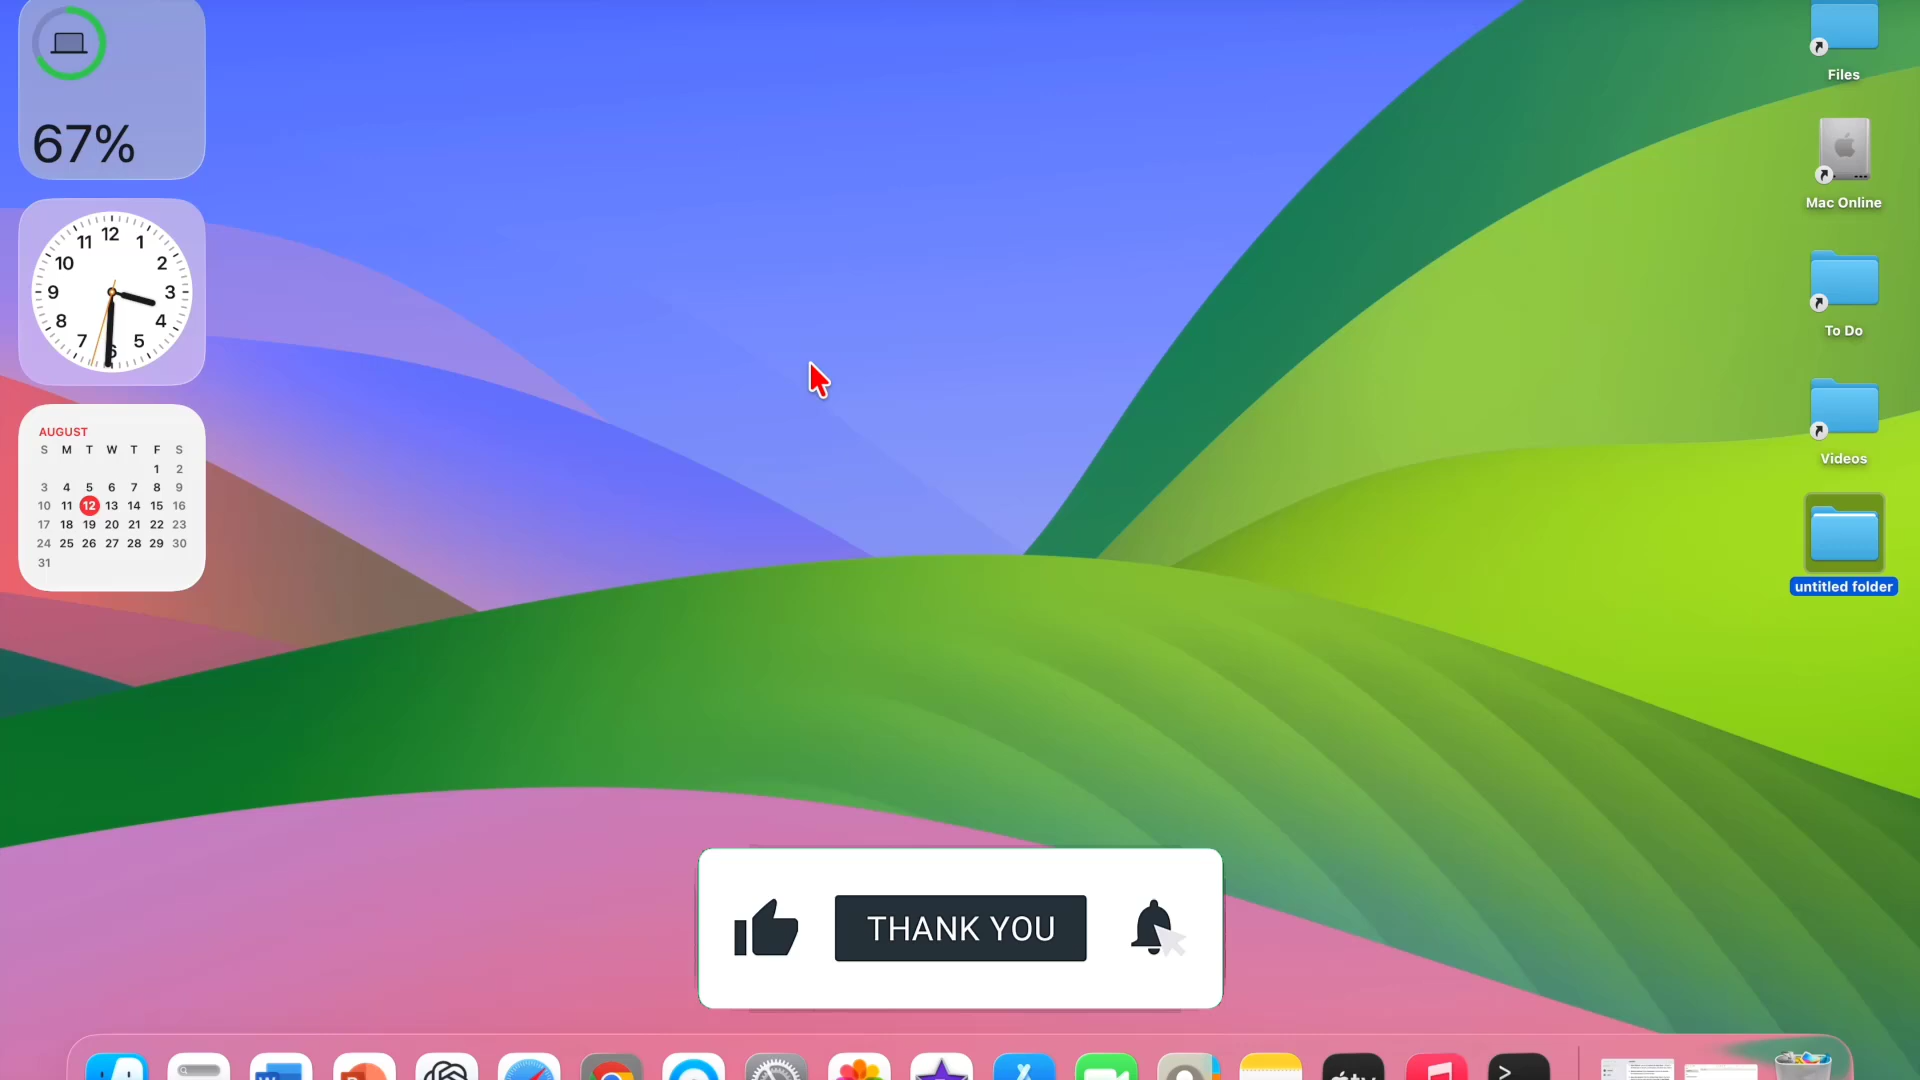 67%
12
11 1
10 2
9 3
8 4
7 5
6
AUGUST
S M T W T F S
1 2
3 4 5 6 7 8 9
10 11 12 13 14 15 16
17 18 19 20 21 22 23
24 25 26 27 28 29 30
31
Files
Mac Online
To Do
Videos
untitled folder
THANK YOU